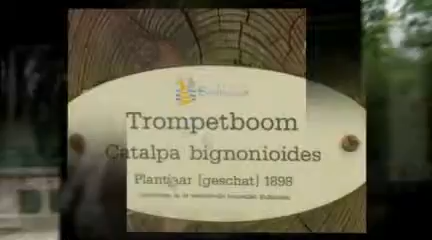 Trompetboom
Catalpa bignonioides
Plantjaar [geschat] 1898